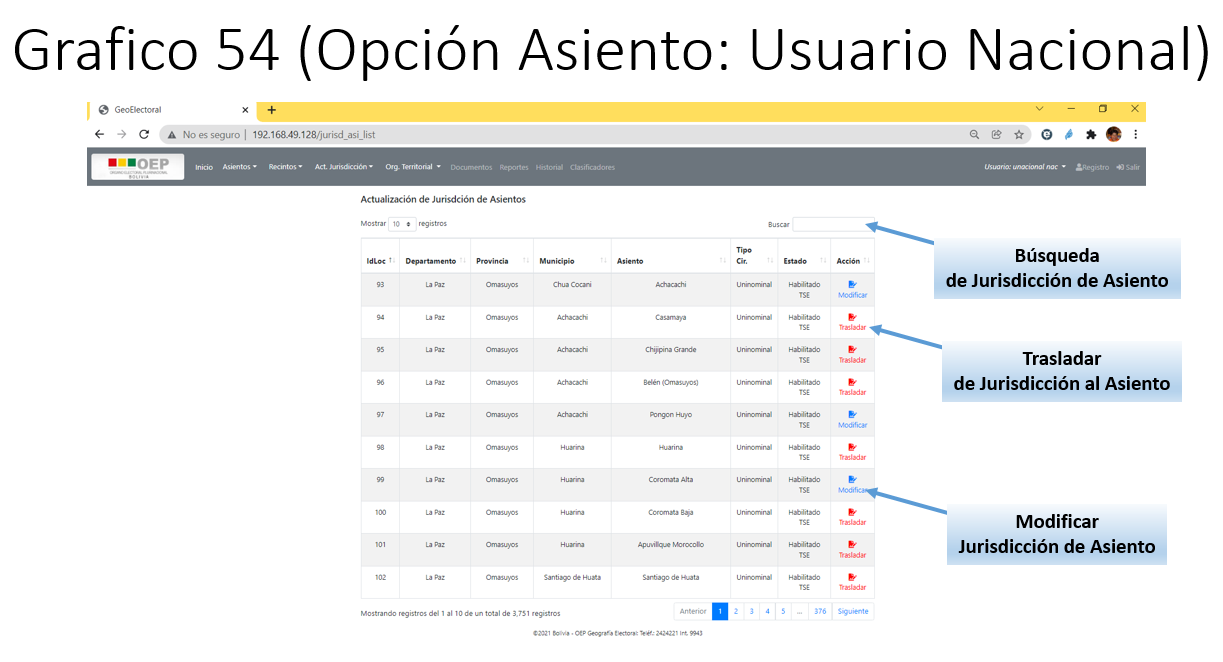 Grafico 54 (Opción Asiento: Usuario Nacional)
GeoElectoral
No es seguro | 192.168.49.128/jurisd_asi_list
OEP
ÓRGANO ELECTORAL PLURINACIONAL
BOLIVIA
Inicio Asientos Recintos Act. Jurisdicción Org. Territorial Documentos Reportes Historial Clasificadores Usuario: unacional nac Registro Salir
Actualización de Jurisdción de Asientos
Mostrar 10 registros Buscar
IdLoc Departamento Provincia Municipio Asiento Tipo Cir. Estado Acción
93 La Paz Omasuyos Chua Cocani Achacachi Uninominal Habilitado TSE Modificar
94 La Paz Omasuyos Achacachi Casamaya Uninominal Habilitado TSE Trasladar
95 La Paz Omasuyos Achacachi Chijipina Grande Uninominal Habilitado TSE Trasladar
96 La Paz Omasuyos Achacachi Belén (Omasuyos) Uninominal Habilitado TSE Trasladar
97 La Paz Omasuyos Achacachi Pongon Huyo Uninominal Habilitado TSE Modificar
98 La Paz Omasuyos Huarina Huarina Uninominal Habilitado TSE Trasladar
99 La Paz Omasuyos Huarina Coromata Alta Uninominal Habilitado TSE Modificar
100 La Paz Omasuyos Huarina Coromata Baja Uninominal Habilitado TSE Trasladar
101 La Paz Omasuyos Huarina Apuvillque Morocollo Uninominal Habilitado TSE Trasladar
102 La Paz Omasuyos Santiago de Huata Santiago de Huata Uninominal Habilitado TSE Trasladar
Mostrando registros del 1 al 10 de un total de 3,751 registros Anterior 1 2 3 4 5 ... 376 Siguiente
©2021 Bolivia - OEP Geografía Electoral: Teléf.: 2424221 Int. 9943
Búsqueda
de Jurisdicción de Asiento
Trasladar
de Jurisdicción al Asiento
Modificar
Jurisdicción de Asiento